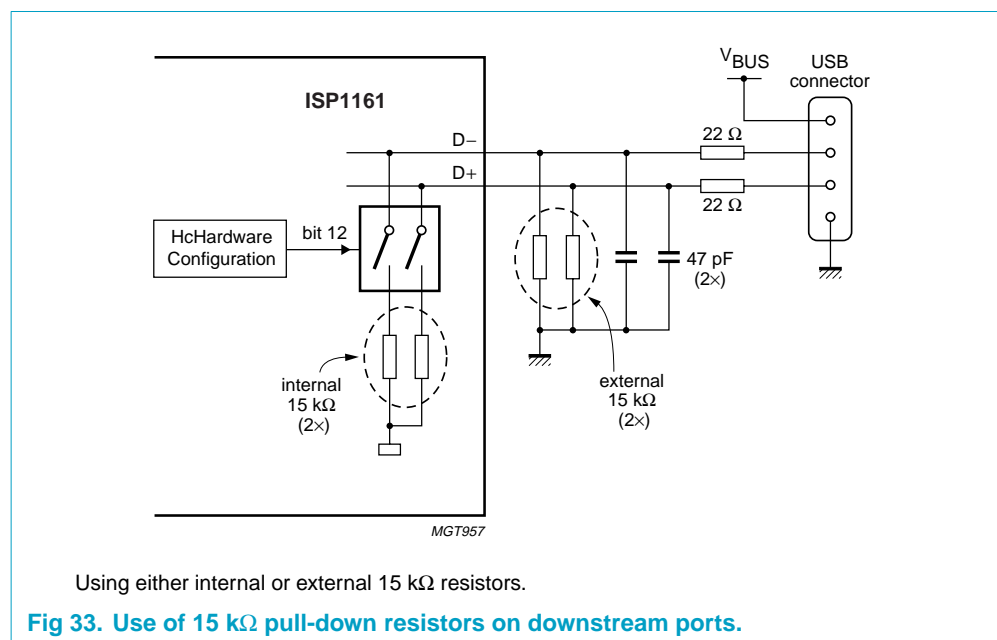 ISP1161
V BUS
USB
connector
D−
D+
22 Ω
22 Ω
HcHardware
Configuration
bit 12
47 pF
(2×)
internal
15 kΩ
(2×)
external
15 kΩ
(2×)
MGT957
Using either internal or external 15 kΩ resistors.
Fig 33. Use of 15 kΩ pull-down resistors on downstream ports.